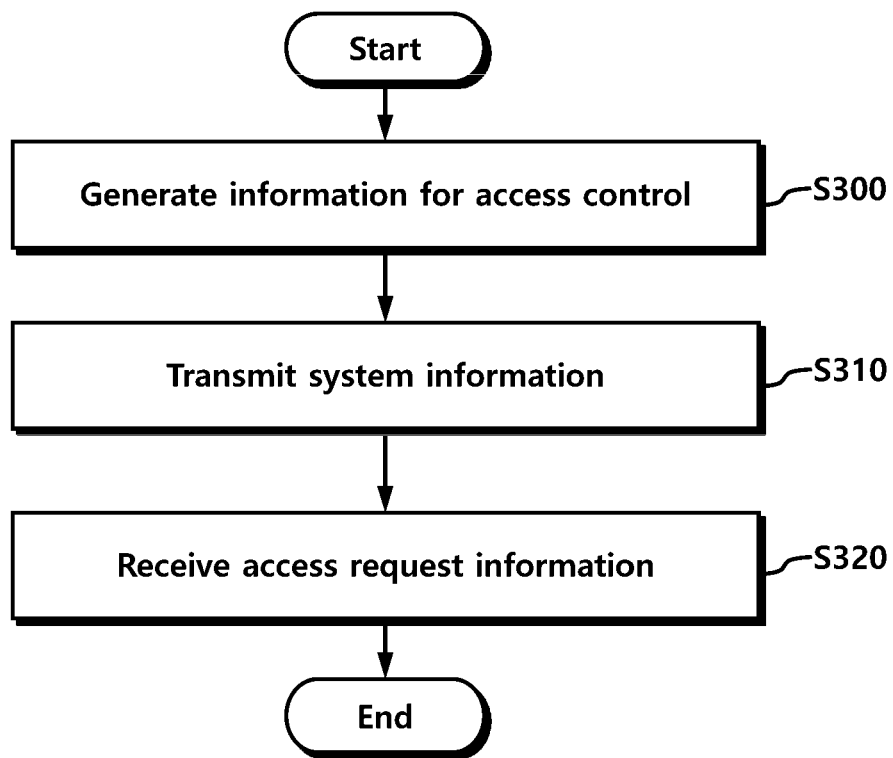 Start
Generate information for access control
S300
Transmit system information
S310
Receive access request information
S320
End